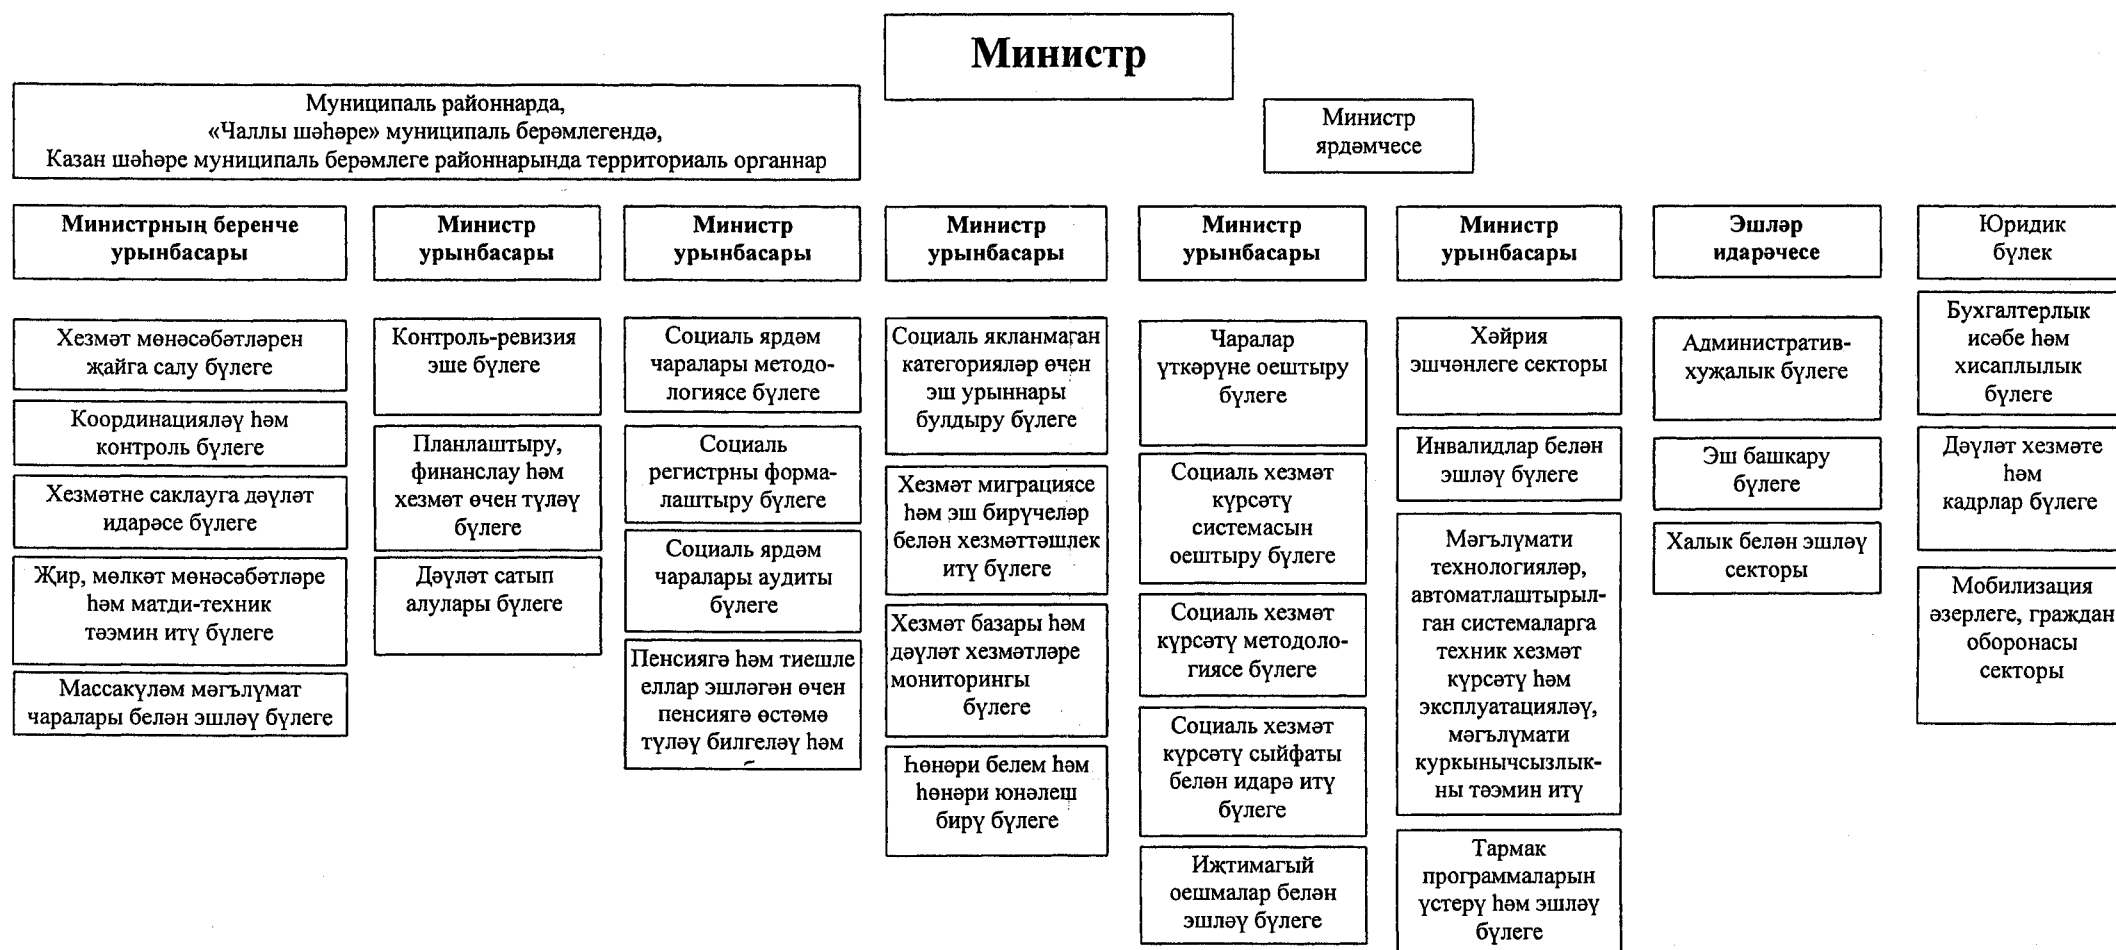 Министр
Муниципаль районнарда,
«Чаллы шәһәре» муниципаль берәмлегендә,
Казан шәһәре муниципаль берәмлеге районнарында территориаль органнар
Министр
ярдәмчесе
Министрның беренче
урынбасары
Хезмәт мөнәсәбәтләрен
җайга салу бүлеге
Координацияләү һәм
контроль бүлеге
Хезмәтне саклауга дәүләт
идарәсе бүлеге
Җир, мөлкәт мөнәсәбәтләре
һәм матди-техник
тәэмин итү бүлеге
Массакүләм мәгълүмат
чаралары белән эшләү бүлеге
Министр
урынбасары
Контроль-ревизия
эше бүлеге
Планлаштыру,
финанслау һәм
хезмәт өчен түләү
бүлеге
Дәүләт сатып
алулары бүлеге
Министр
урынбасары
Социаль ярдәм
чаралары методо-
логиясе бүлеге
Социаль
регистрны форма-
лаштыру бүлеге
Социаль ярдәм
чаралары аудиты
бүлеге
Пенсиягә һәм тиешле
еллар эшләгән өчен
пенсиягә өстәмә
түләү билгеләү һәм
Министр
урынбасары
Социаль якланмаган
категорияләр өчен
эш урыннары
булдыру бүлеге
Хезмәт миграциясе
һәм эш бирүчеләр
белән хезмәттәшлек
итү бүлеге
Хезмәт базары һәм
дәүләт хезмәтләре
мониторингы
бүлеге
Һөнәри белем һәм
һөнәри юнәлеш
бирү бүлеге
Министр
урынбасары
Чаралар
үткәрүне оештыру
бүлеге
Социаль хезмәт
күрсәтү
системасын
оештыру бүлеге
Социаль хезмәт
күрсәтү методоло-
гиясе бүлеге
Социаль хезмәт
күрсәтү сыйфаты
белән идарә итү
бүлеге
Иҗтимагый
оешмалар белән
эшләү бүлеге
Министр
урынбасары
Хәйрия
эшчәнлеге секторы
Инвалидлар белән
эшләү бүлеге
Мәгълүмати
технологияләр,
автоматлаштырыл-
ган системаларга
техник хезмәт
күрсәтү һәм
эксплуатацияләү,
мәгълүмати
куркынычсызлык-
ны тәэмин итү
Тармак
программаларын
үстерү һәм эшләү
бүлеге
Эшләр
идарәчесе
Административ-
хуҗалык бүлеге
Эш башкару
бүлеге
Халык белән эшләү
секторы
Юридик
бүлек
Бухгалтерлык
исәбе һәм
хисаплылык
бүлеге
Дәүләт хезмәте
һәм
кадрлар бүлеге
Мобилизация
әзерлеге, граждан
оборонасы
секторы